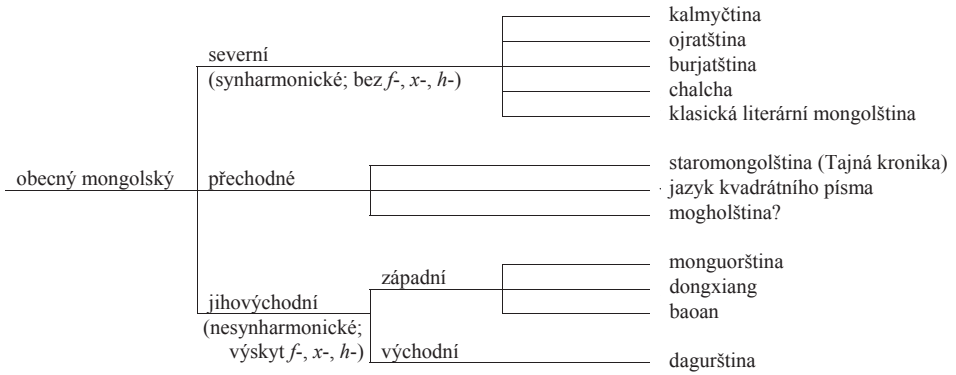 kalmyčtina
ojratština
severní
burjatština
(synharmonické; bez f-, x-, h-)
chalcha
klasická literární mongolština
staromongolština (Tajná kronika)
obecný mongolský
přechodné
jazyk kvadrátního písma
mogholština?
monguorština
západní
dongxiang
jihovýchodní
baoan
(nesynharmonické;
výskyt f-, x-, h-)
východní
dagurština